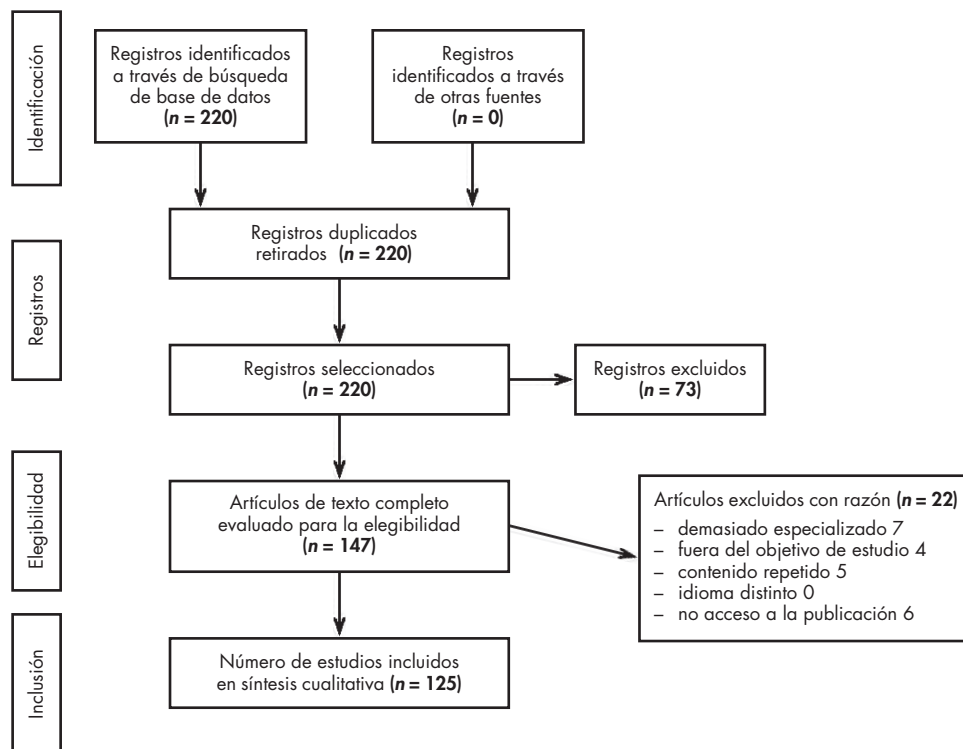 Identificación
Registros identificados
a través de búsqueda
de base de datos
(n = 220)
Registros
identificados a través
de otras fuentes
(n = 0)
Registros
Registros duplicados
retirados (n = 220)
Registros seleccionados
(n = 220)
Registros excluidos
(n = 73)
Elegibilidad
Artículos de texto completo
evaluado para la elegibilidad
(n = 147)
Artículos excluidos con razón (n = 22)
– demasiado especializado 7
– fuera del objetivo de estudio 4
– contenido repetido 5
– idioma distinto 0
– no acceso a la publicación 6
Inclusión
Número de estudios incluidos
en síntesis cualitativa (n = 125)